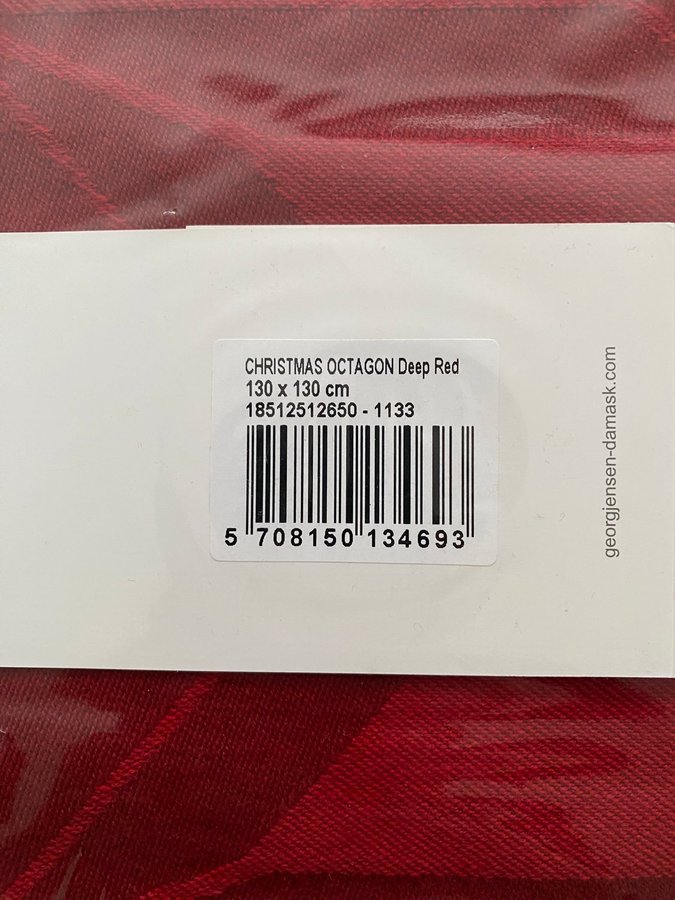 CHRISTMAS OCTAGON Deep Red
130 x 130 cm
18512512650 - 1133
5 708150 134693
georgjensen-damask.com